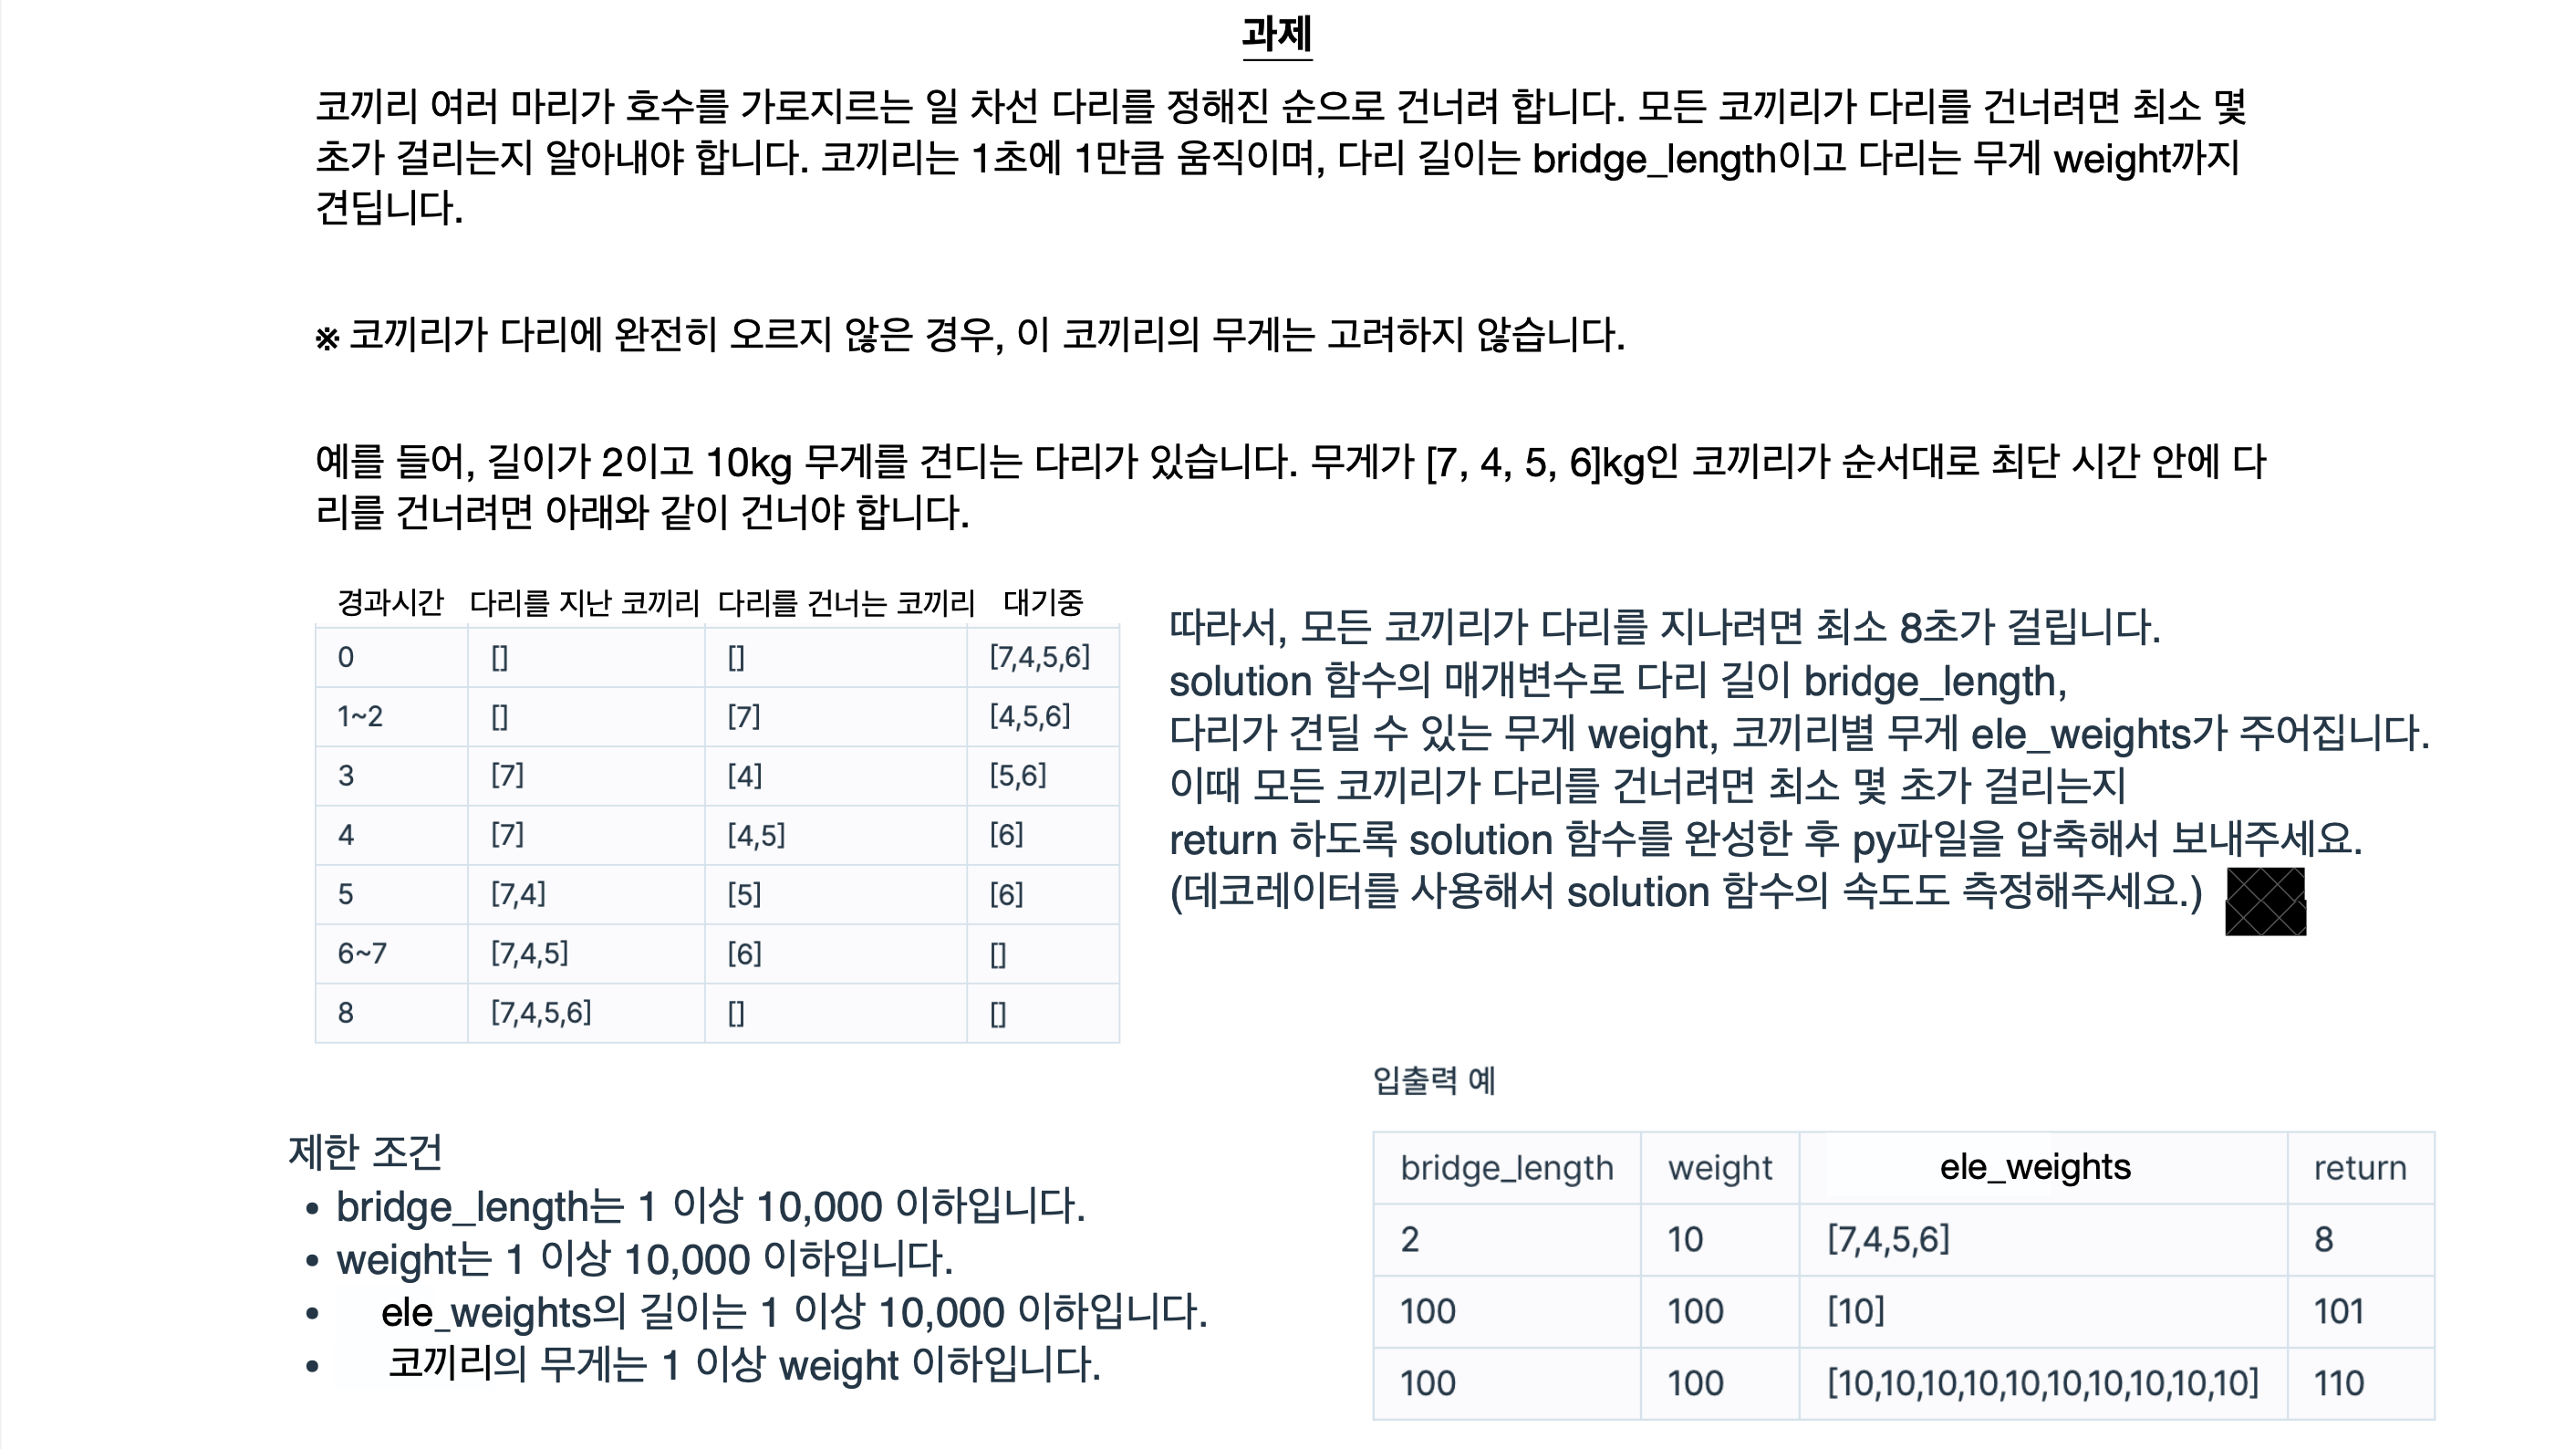 과제
코끼리 여러 마리가 호수를 가로지르는 일 차선 다리를 정해진 순으로 건너려 합니다. 모든 코끼리가 다리를 건너려면 최소 몇
초가 걸리는지 알아내야 합니다. 코끼리는 1초에 1만큼 움직이며, 다리 길이는 bridge_length이고 다리는 무게 weight까지
견딥니다.
※ 코끼리가 다리에 완전히 오르지 않은 경우, 이 코끼리의 무게는 고려하지 않습니다.
예를 들어, 길이가 2이고 10kg 무게를 견디는 다리가 있습니다. 무게가 [7, 4, 5, 6]kg인 코끼리가 순서대로 최단 시간 안에 다
리를 건너려면 아래와 같이 건너야 합니다.
경과시간 다리를 지난 코끼리 다리를 건너는 코끼리 대기중
0 [] [] [7,4,5,6]
1~2 [] [7] [4,5,6]
3 [7] [4] [5,6]
4 [7] [4,5] [6]
5 [7,4] [5] [6]
6~7 [7,4,5] [6] []
8 [7,4,5,6] [] []
따라서, 모든 코끼리가 다리를 지나려면 최소 8초가 걸립니다.
solution 함수의 매개변수로 다리 길이 bridge_length,
다리가 견딜 수 있는 무게 weight, 코끼리별 무게 ele_weights가 주어집니다.
이때 모든 코끼리가 다리를 건너려면 최소 몇 초가 걸리는지
return 하도록 solution 함수를 완성한 후 py파일을 압축해서 보내주세요.
(데코레이터를 사용해서 solution 함수의 속도도 측정해주세요.)
제한 조건
• bridge_length는 1 이상 10,000 이하입니다.
• weight는 1 이상 10,000 이하입니다.
• ele_weights의 길이는 1 이상 10,000 이하입니다.
• 코끼리의 무게는 1 이상 weight 이하입니다.
입출력 예
bridge_length weight ele_weights return
2 10 [7,4,5,6] 8
100 100 [10] 101
100 100 [10,10,10,10,10,10,10,10,10,10] 110